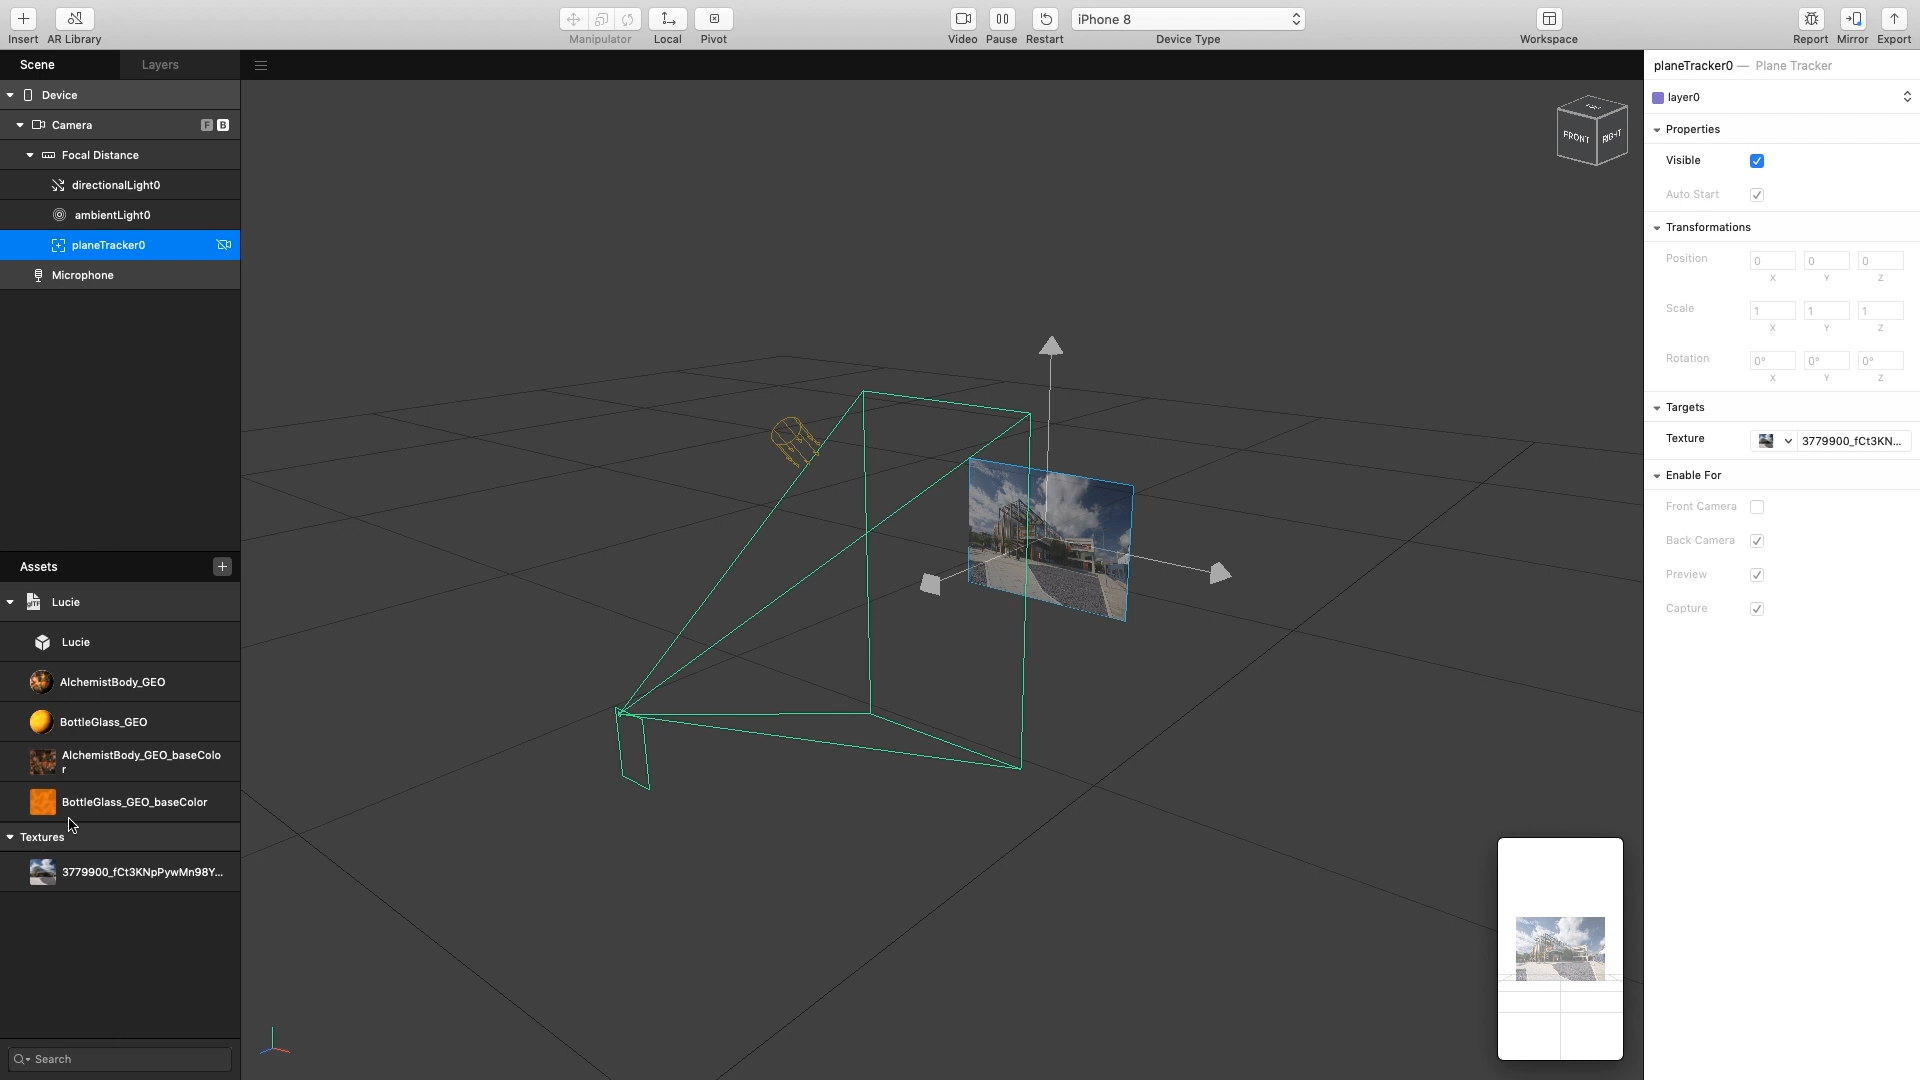 Insert
AR Library
Manipulator
Local
Pivot
Video
Pause
Restart
iPhone 8
Device Type
Workspace
Report
Mirror
Export
Scene
Layers
Device
Camera
F
B
Focal Distance
directionalLight0
ambientLight0
planeTracker0
Microphone
Assets
glTF
Lucie
Lucie
AlchemistBody_GEO
BottleGlass_GEO
AlchemistBody_GEO_baseColo
r
BottleGlass_GEO_baseColor
Textures
3779900_fCt3KNpPywMn98Y...
Search
FRONT
RIGHT
planeTracker0 — Plane Tracker
layer0
Properties
Visible
Auto Start
Transformations
Position 0 0 0
X Y Z
Scale 1 1 1
X Y Z
Rotation 0° 0° 0°
X Y Z
Targets
Texture 3779900_fCt3KN...
Enable For
Front Camera
Back Camera
Preview
Capture